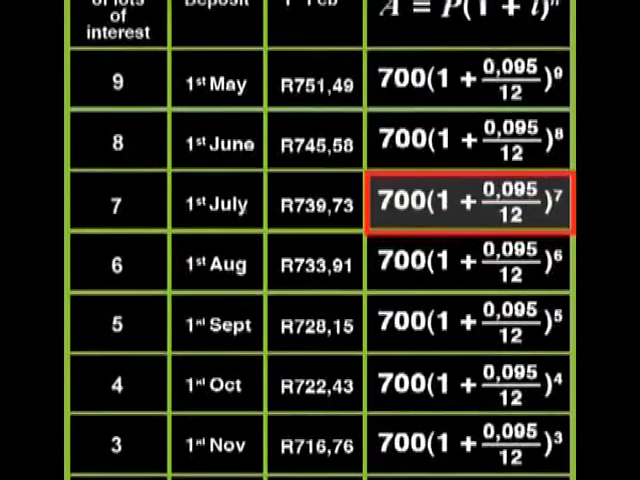 of lots Deposit 1st Feb A = P(1 + i)ⁿ
of
interest
9 1st May R751,49 700(1 + 0,095/12)⁹
8 1st June R745,58 700(1 + 0,095/12)⁸
7 1st July R739,73 700(1 + 0,095/12)⁷
6 1st Aug R733,91 700(1 + 0,095/12)⁶
5 1st Sept R728,15 700(1 + 0,095/12)⁵
4 1st Oct R722,43 700(1 + 0,095/12)⁴
3 1st Nov R716,76 700(1 + 0,095/12)³